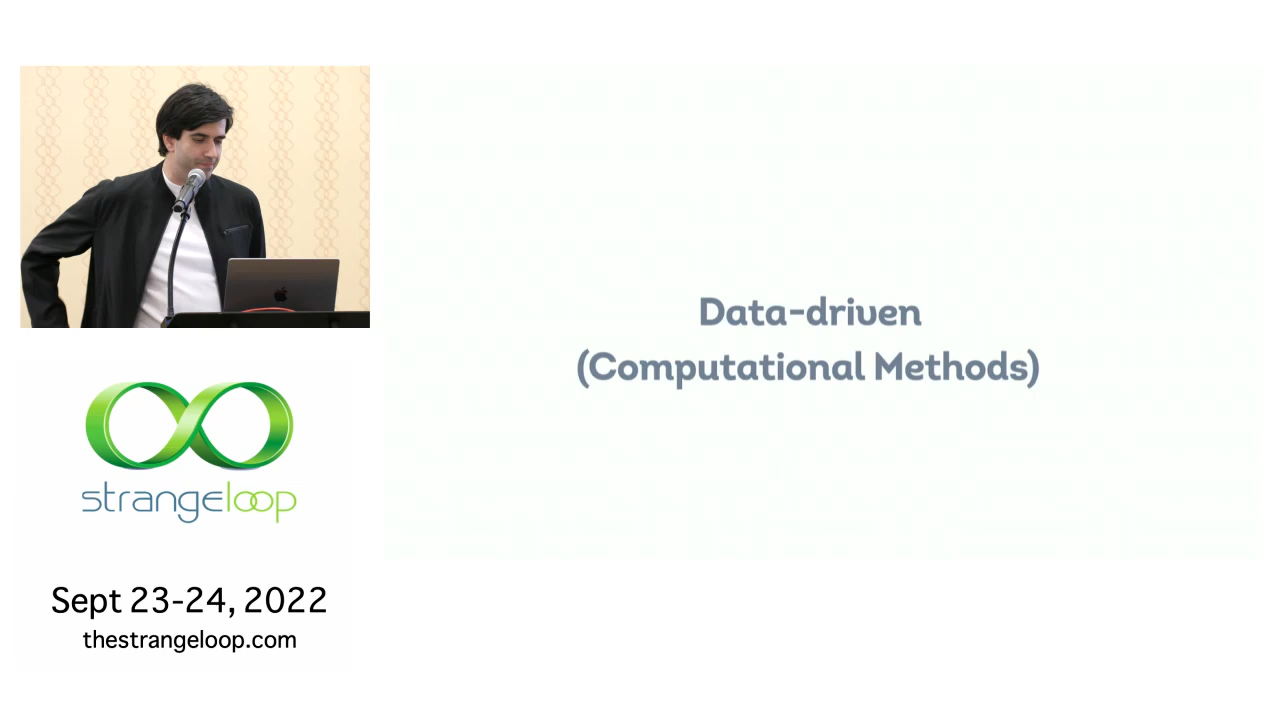 Data-driven
(Computational Methods)
strangeloop
Sept 23-24, 2022
thestrangeloop.com